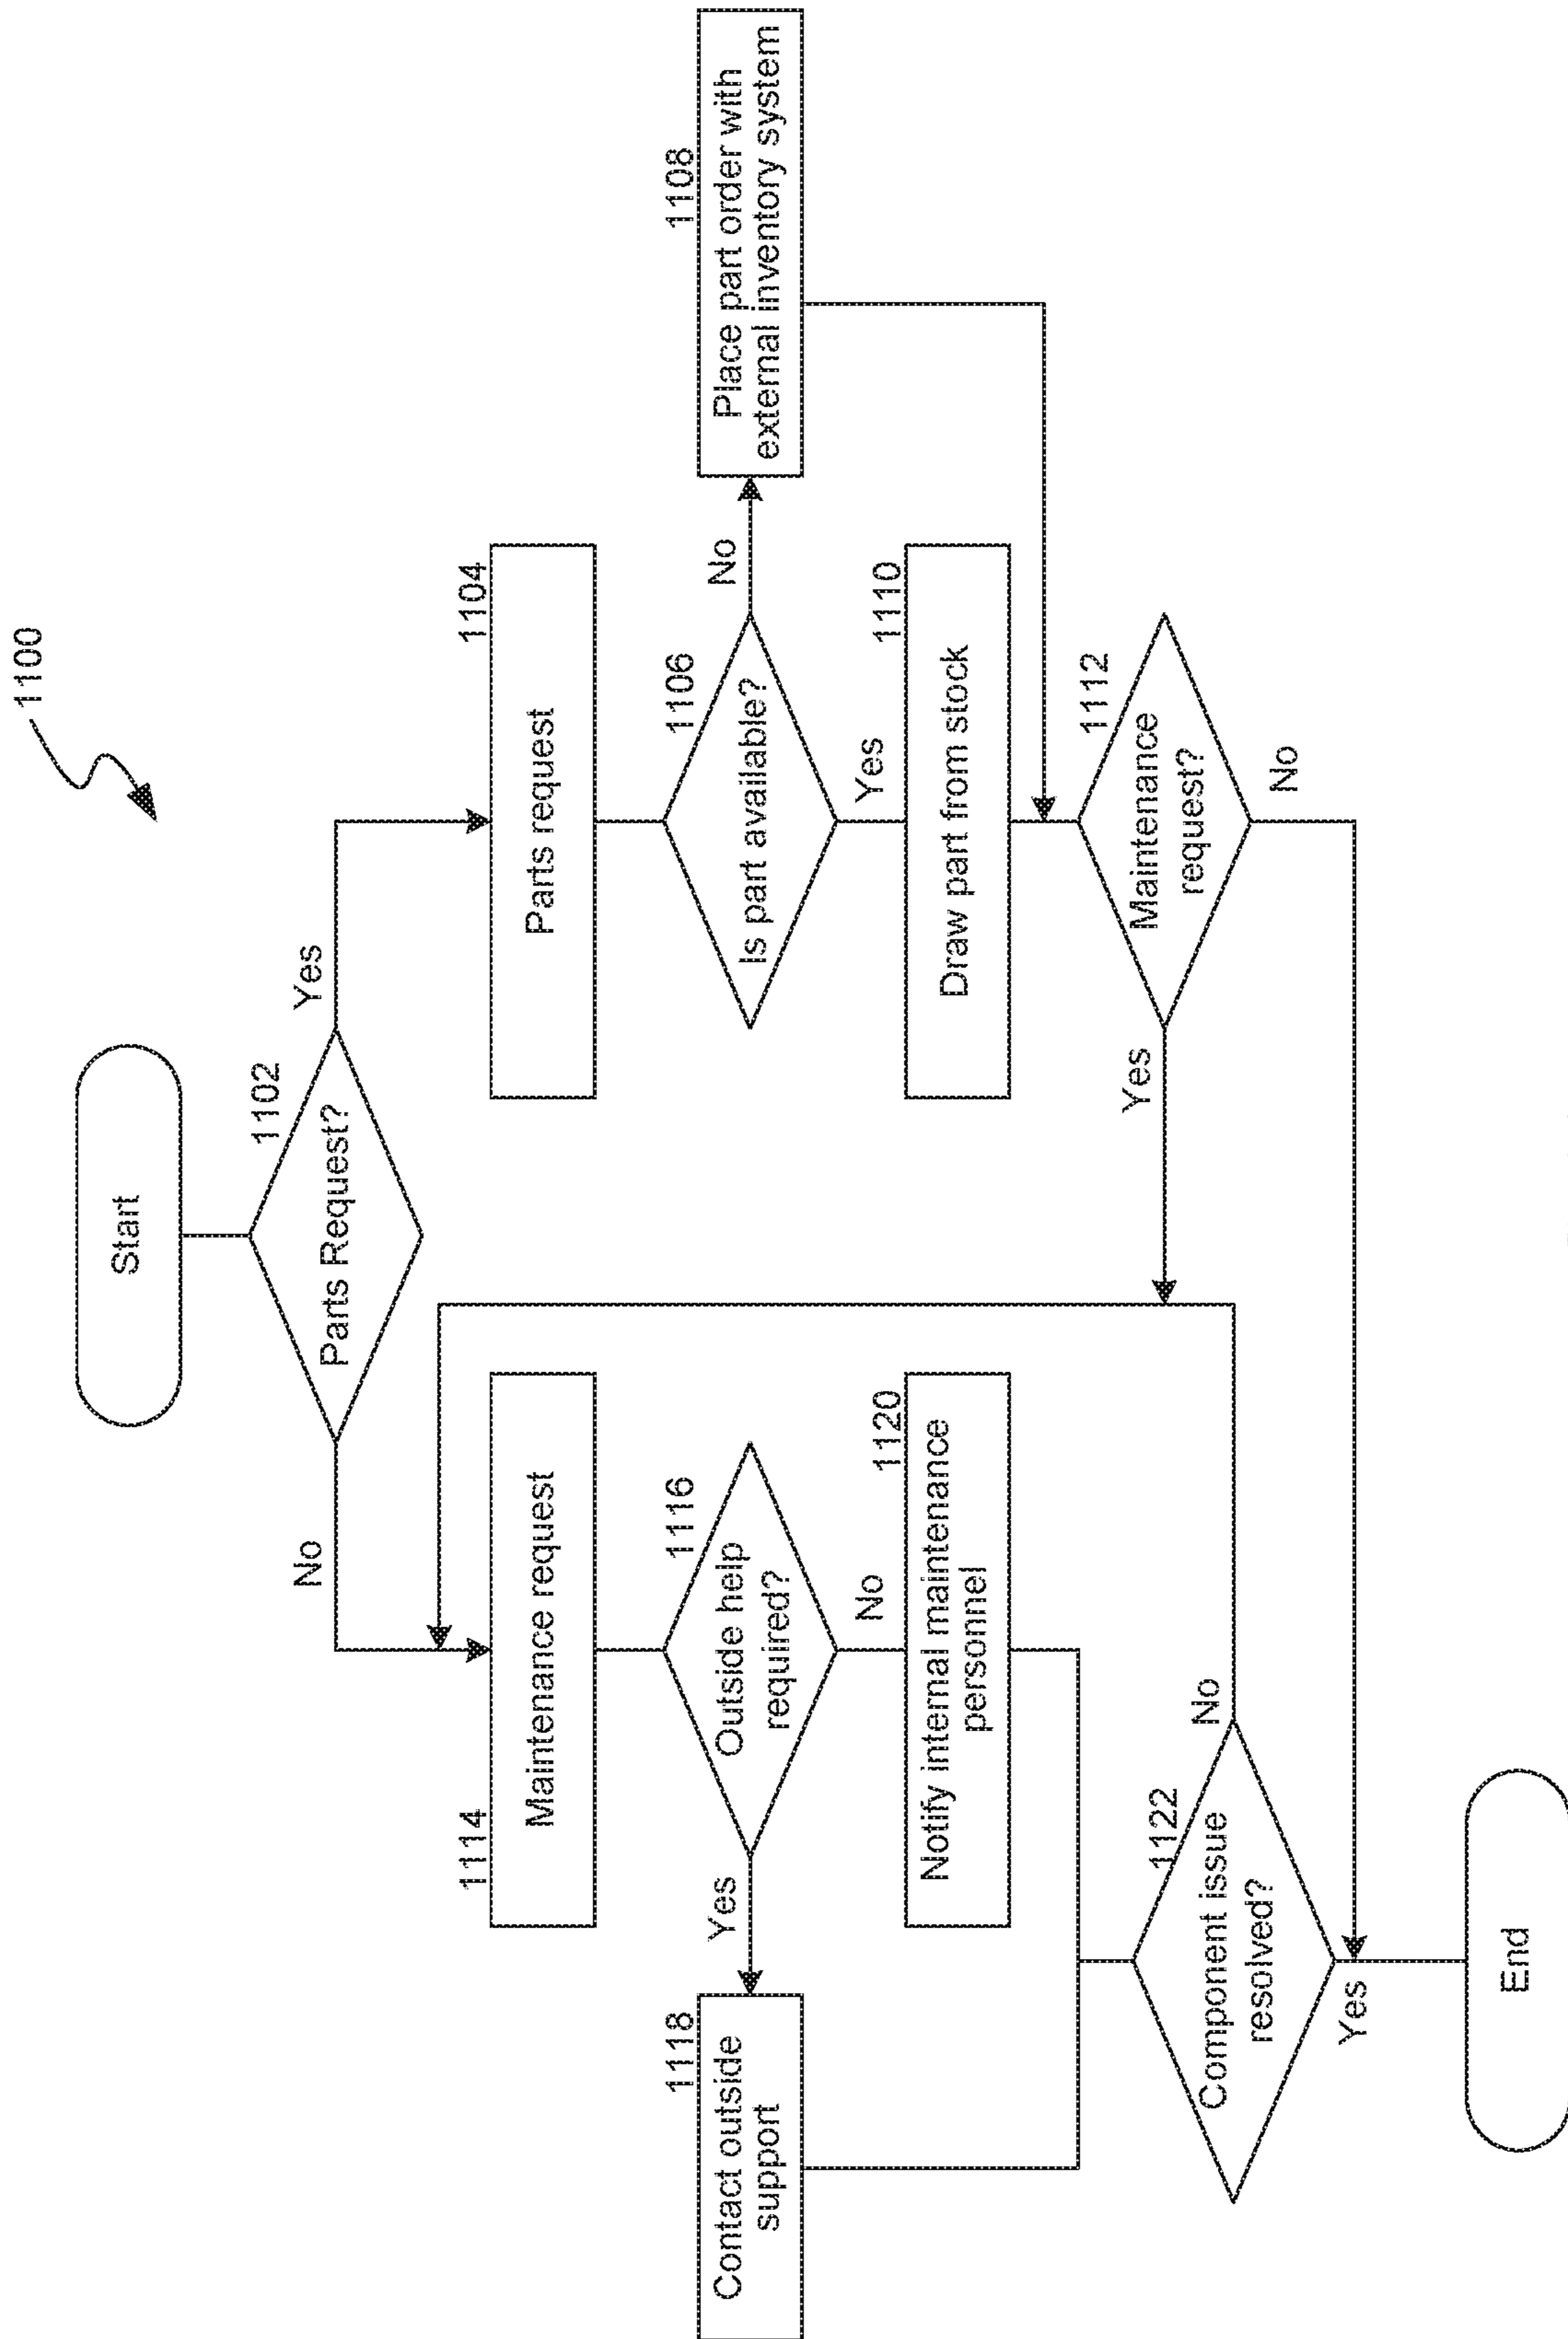 1100
Start
1102
Parts Request?
No
Yes
1114
Maintenance request
1104
Parts request
1116
Outside help
required?
Yes
No
1118
Contact outside
support
1106
Is part available?
No
Yes
1108
Place part order with
external inventory system
1120
Notify internal maintenance
personnel
1110
Draw part from stock
1112
Maintenance
request?
Yes
No
1122
Component issue
resolved?
No
Yes
End